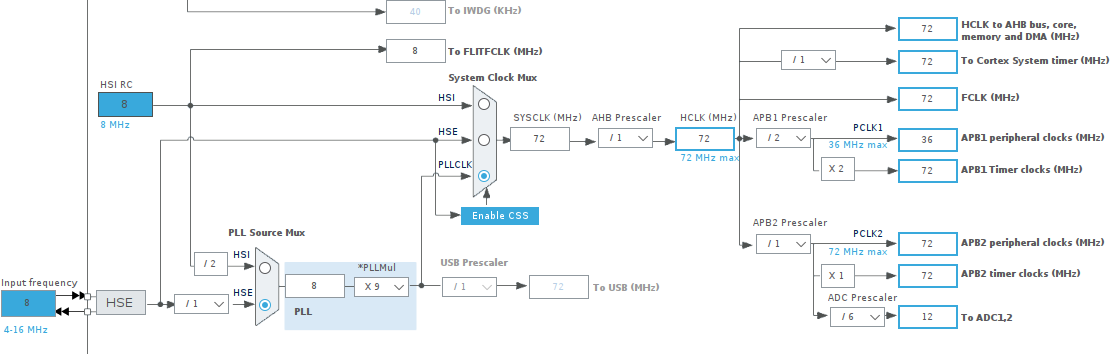 40
To IWDG (KHz)
8
To FLITFCLK (MHz)
System Clock Mux
HSI RC
8
8 MHz
HSI
HSE
PLLCLK
Enable CSS
SYSCLK (MHz)
72
AHB Prescaler
/ 1
HCLK (MHz)
72
72 MHz max
72
HCLK to AHB bus, core,
memory and DMA (MHz)
/ 1
72
To Cortex System timer (MHz)
72
FCLK (MHz)
APB1 Prescaler
/ 2
PCLK1
36 MHz max
36
APB1 peripheral clocks (MHz)
X 2
72
APB1 Timer clocks (MHz)
APB2 Prescaler
/ 1
PCLK2
72 MHz max
72
APB2 peripheral clocks (MHz)
X 1
72
APB2 timer clocks (MHz)
ADC Prescaler
/ 6
12
To ADC1,2
PLL Source Mux
/ 2
HSI
HSE
Input frequency
8
4-16 MHz
HSE
/ 1
8
*PLLMul
X 9
PLL
USB Prescaler
/ 1
72
To USB (MHz)